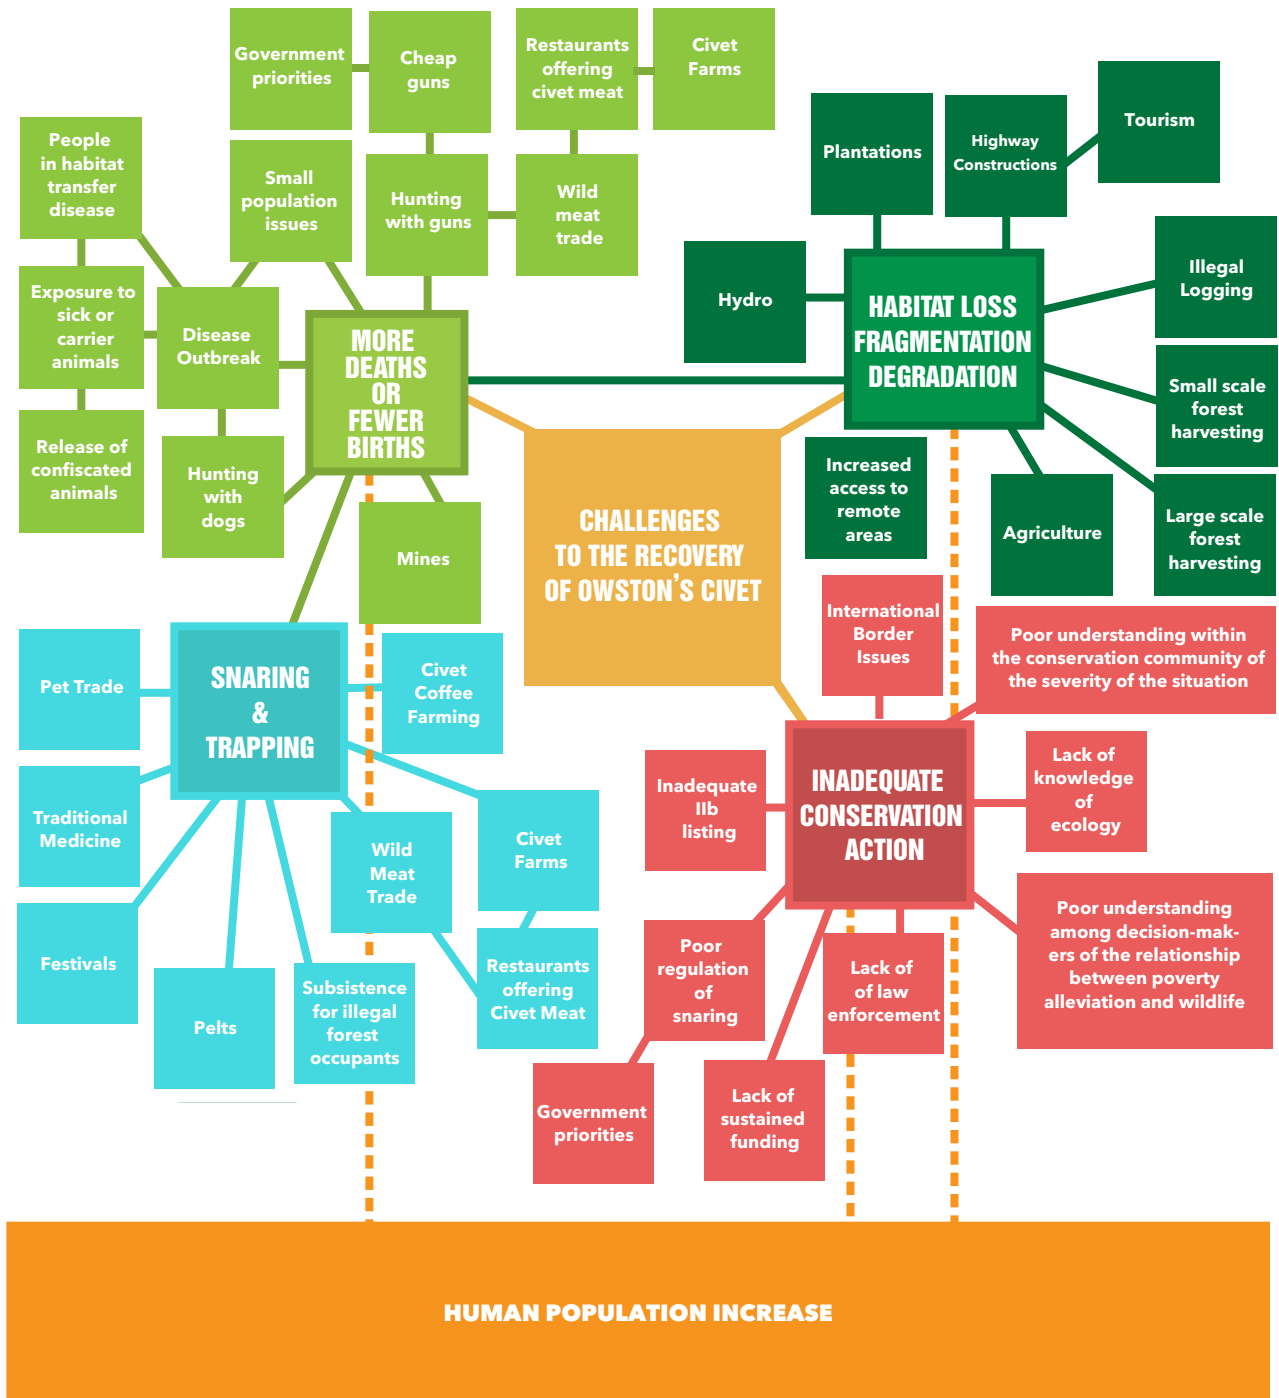 Government
priorities
Cheap
guns
Restaurants
offering
civet meat
Civet
Farms
People
in habitat
transfer
disease
Small
population
issues
Hunting
with guns
Wild
meat
trade
Plantations
Highway
Constructions
Tourism
Exposure to
sick or
carrier
animals
Disease
Outbreak
MORE
DEATHS
OR
FEWER
BIRTHS
Hydro
HABITAT LOSS
FRAGMENTATION
DEGRADATION
Illegal
Logging
Small scale
forest
harvesting
Release of
confiscated
animals
Hunting
with
dogs
Mines
CHALLENGES
TO THE RECOVERY
OF OWSTON'S CIVET
Increased
access to
remote
areas
Agriculture
Large scale
forest
harvesting
Pet Trade
SNARING
&
TRAPPING
Civet
Coffee
Farming
International
Border
Issues
Poor understanding within
the conservation community of
the severity of the situation
Traditional
Medicine
Wild
Meat
Trade
Civet
Farms
Inadequate
IIb
listing
INADEQUATE
CONSERVATION
ACTION
Lack of
knowledge
of
ecology
Festivals
Pelts
Subsistence
for illegal
forest
occupants
Restaurants
offering
Civet Meat
Poor
regulation
of
snaring
Lack of
of law
enforcement
Poor understanding
among decision-mak-
ers of the relationship
between poverty
alleviation and wildlife
Government
priorities
Lack of
sustained
funding
HUMAN POPULATION INCREASE